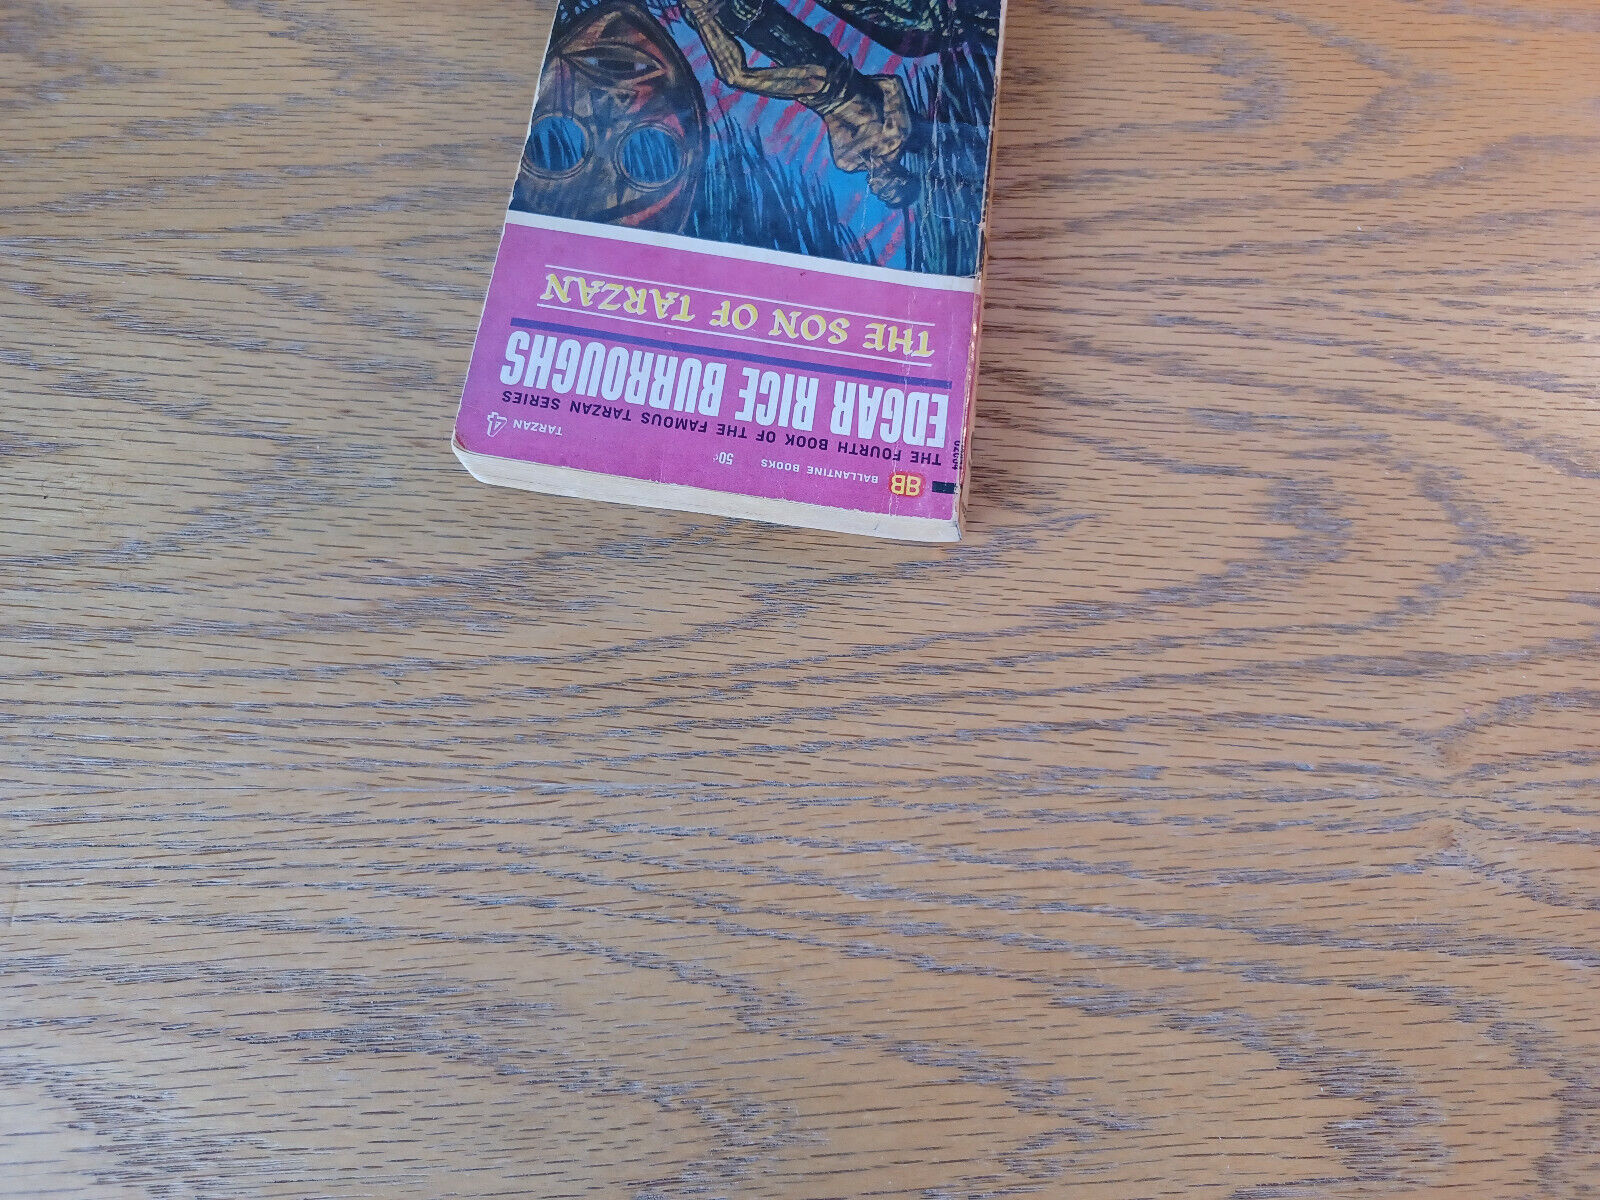 BB BALLANTINE BOOKS 50¢ TARZAN 4
THE FOURTH BOOK OF THE FAMOUS TARZAN SERIES
EDGAR RICE BURROUGHS
THE SON OF TARZAN